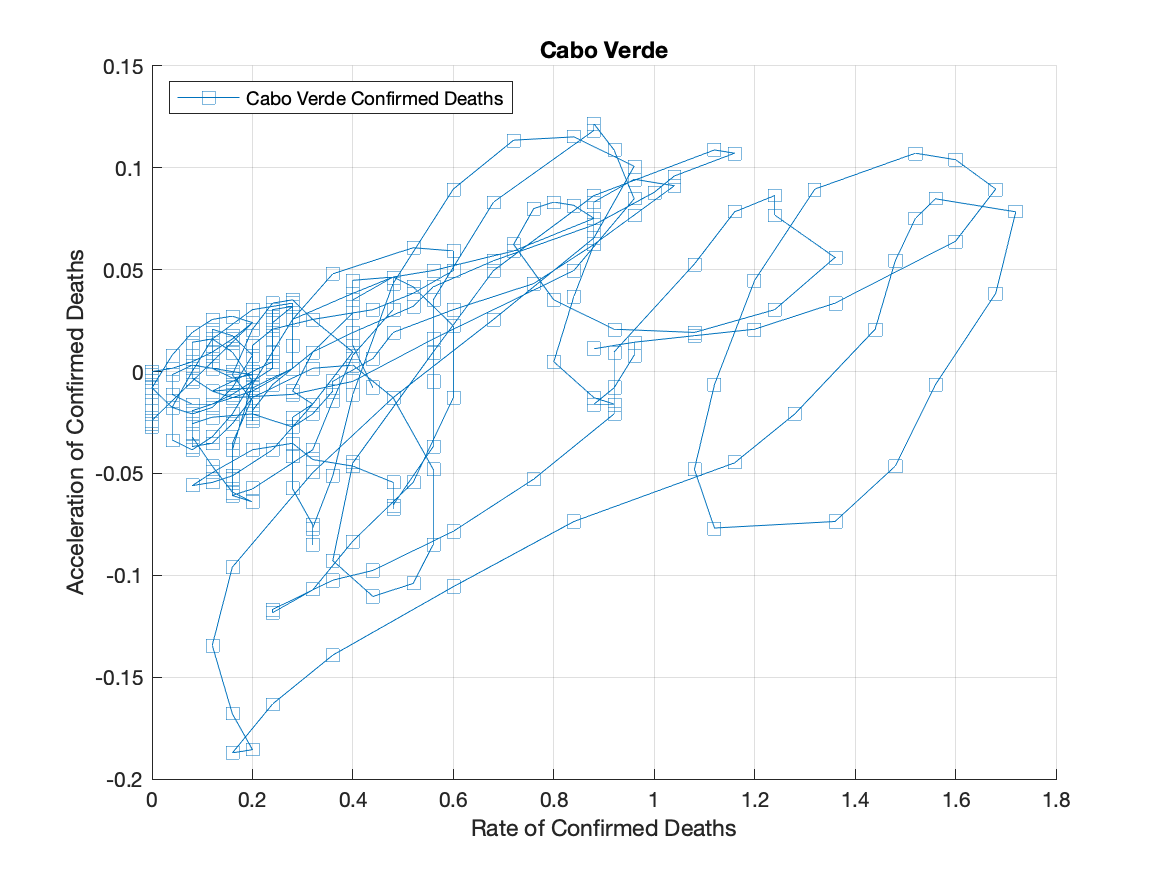 Cabo Verde
Cabo Verde Confirmed Deaths
0.15
0.1
0.05
0
-0.05
-0.1
-0.15
-0.2
Acceleration of Confirmed Deaths
0 0.2 0.4 0.6 0.8 1 1.2 1.4 1.6 1.8
Rate of Confirmed Deaths